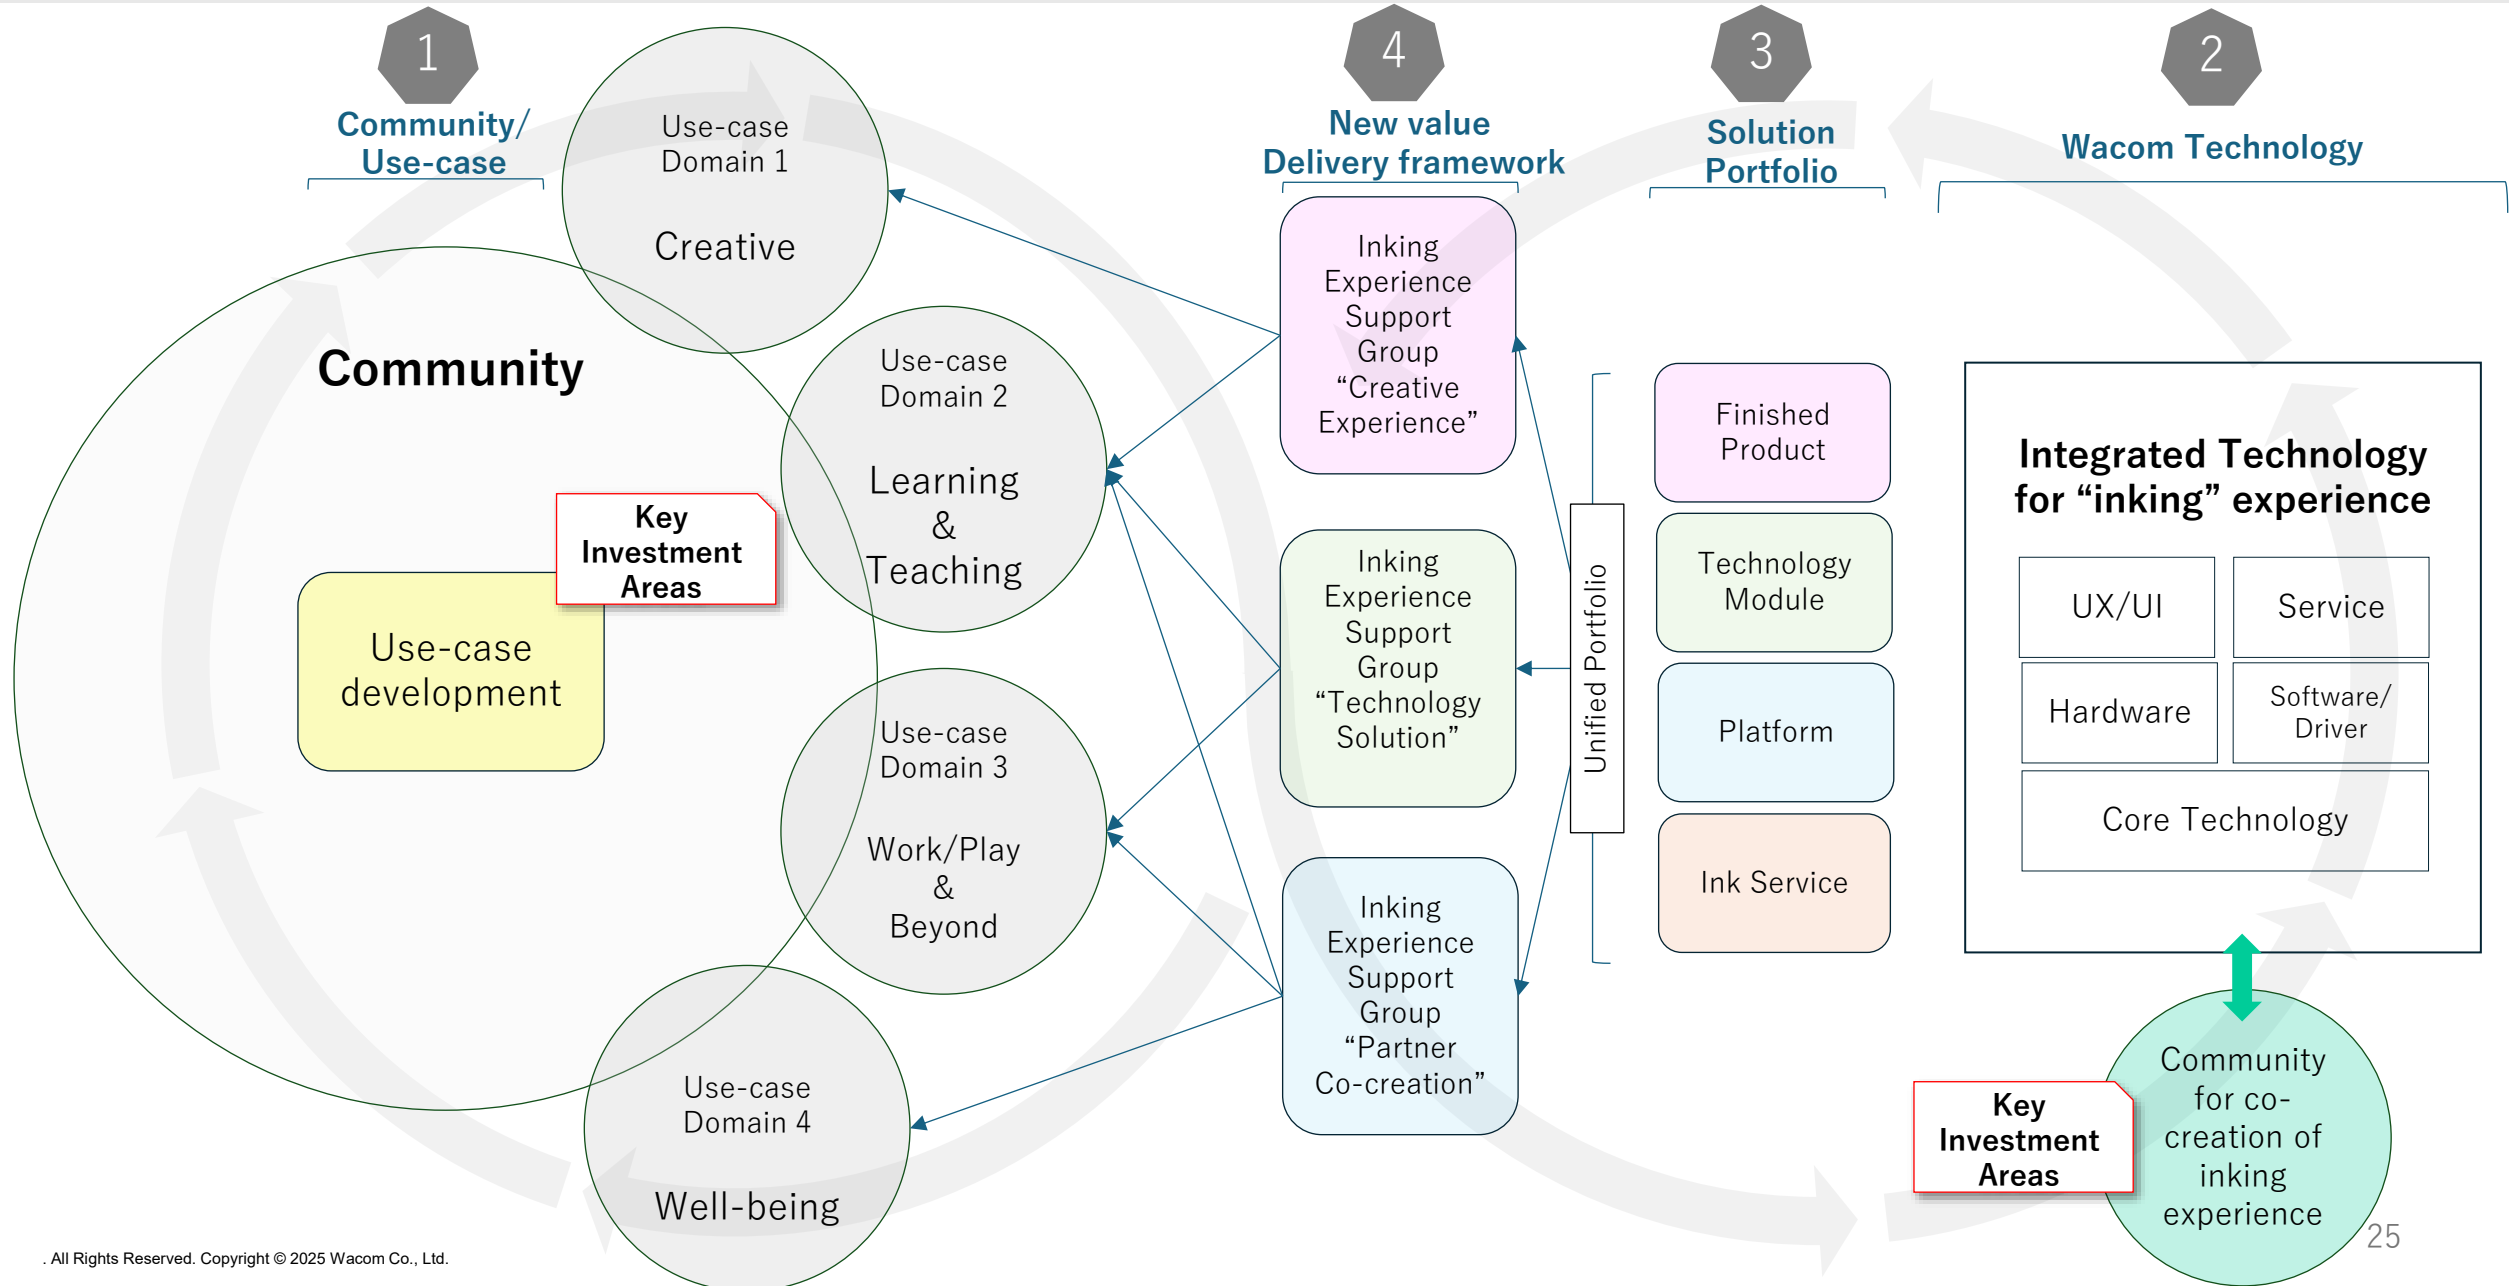 1
Community/
Use-case
4
New value
Delivery framework
3
Solution
Portfolio
2
Wacom Technology
Use-case
Domain 1
Creative
Community
Use-case
Domain 2
Learning
&
Teaching
Key
Investment
Areas
Use-case
development
Use-case
Domain 3
Work/Play
&
Beyond
Use-case
Domain 4
Well-being
Inking
Experience
Support
Group
“Creative
Experience”
Inking
Experience
Support
Group
“Technology
Solution”
Inking
Experience
Support
Group
“Partner
Co-creation”
Unified Portfolio
Finished
Product
Technology
Module
Platform
Ink Service
Integrated Technology
for “inking” experience
UX/UI
Service
Hardware
Software/
Driver
Core Technology
Key
Investment
Areas
Community
for co-
creation of
inking
experience
25
. All Rights Reserved. Copyright © 2025 Wacom Co., Ltd.